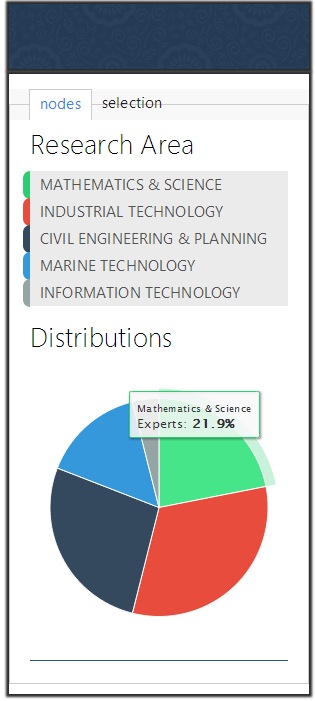 nodes selection
Research Area
MATHEMATICS & SCIENCE
INDUSTRIAL TECHNOLOGY
CIVIL ENGINEERING & PLANNING
MARINE TECHNOLOGY
INFORMATION TECHNOLOGY
Distributions
Mathematics & Science
Experts: 21.9%